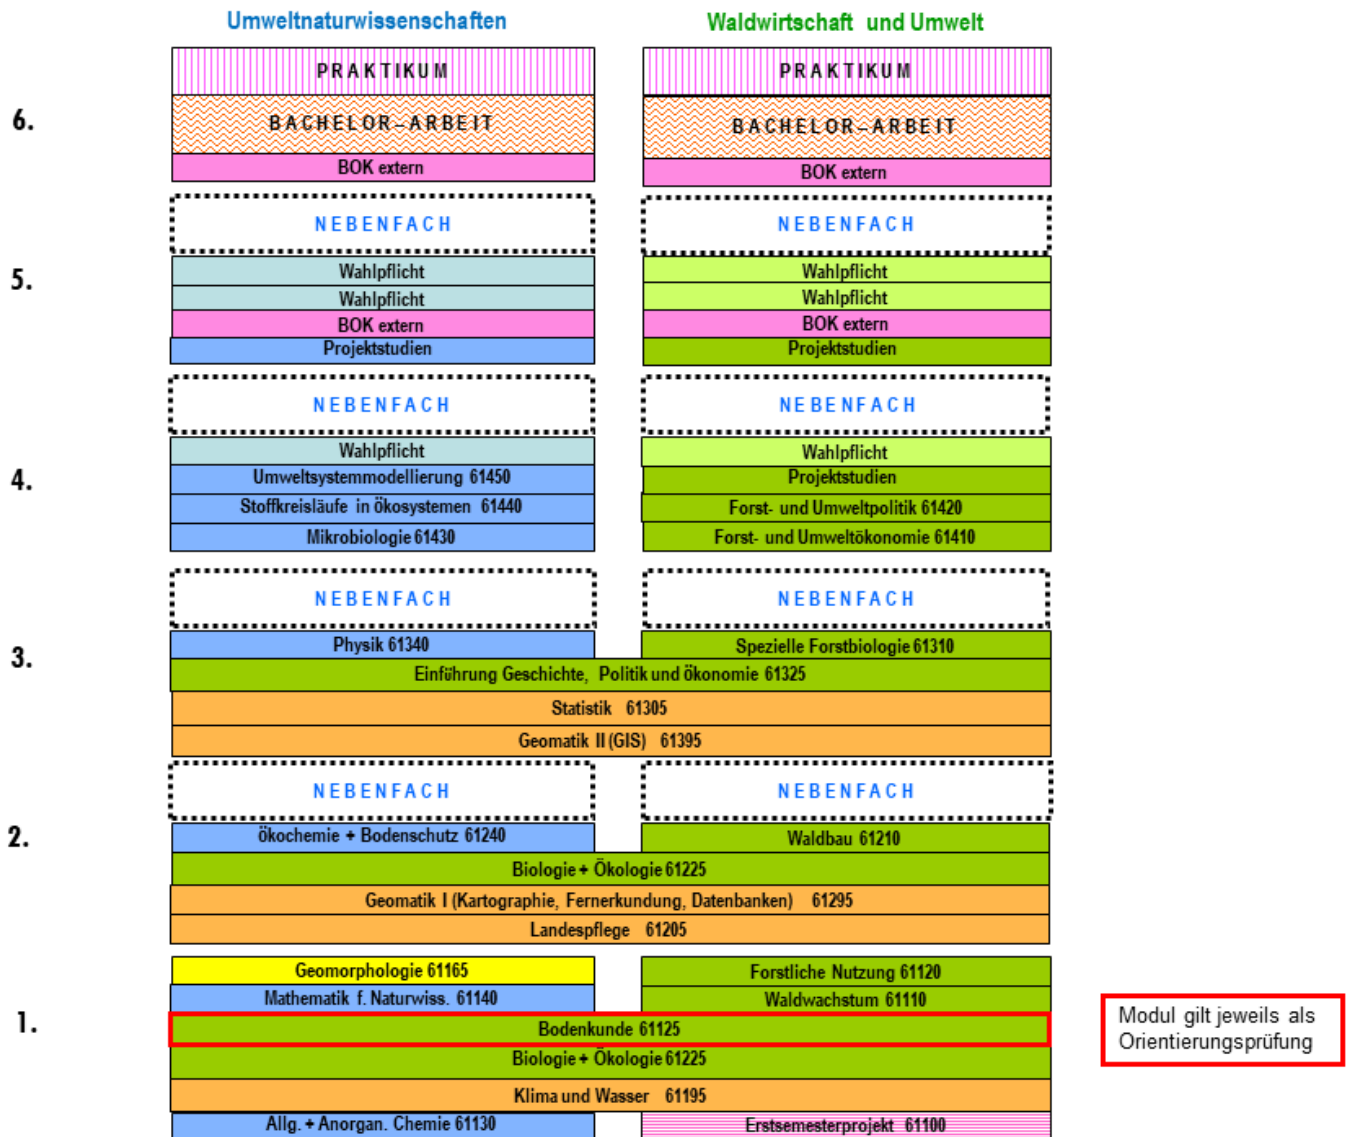 Umweltnaturwissenschaften
Waldwirtschaft und Umwelt
6.
PRAKTIKUM
PRAKTIKUM
BACHELOR–ARBEIT
BACHELOR–ARBEIT
BOK extern
BOK extern
NEBENFACH
NEBENFACH
5.
Wahlpflicht
Wahlpflicht
Wahlpflicht
Wahlpflicht
BOK extern
BOK extern
Projektstudien
Projektstudien
NEBENFACH
NEBENFACH
4.
Wahlpflicht
Wahlpflicht
Umweltsystemmodellierung 61450
Projektstudien
Stoffkreisläufe in ökosystemen 61440
Forst- und Umweltpolitik 61420
Mikrobiologie 61430
Forst- und Umweltökonomie 61410
NEBENFACH
NEBENFACH
3.
Physik 61340
Spezielle Forstbiologie 61310
Einführung Geschichte, Politik und ökonomie 61325
Statistik 61305
Geomatik II (GIS) 61395
NEBENFACH
NEBENFACH
2.
ökochemie + Bodenschutz 61240
Waldbau 61210
Biologie + Ökologie 61225
Geomatik I (Kartographie, Fernerkundung, Datenbanken) 61295
Landespflege 61205
1.
Geomorphologie 61165
Forstliche Nutzung 61120
Mathematik f. Naturwiss. 61140
Waldwachstum 61110
Bodenkunde 61125
Biologie + Ökologie 61225
Klima und Wasser 61195
Allg. + Anorgan. Chemie 61130
Erstsemesterprojekt 61100
Modul gilt jeweils als
Orientierungsprüfung